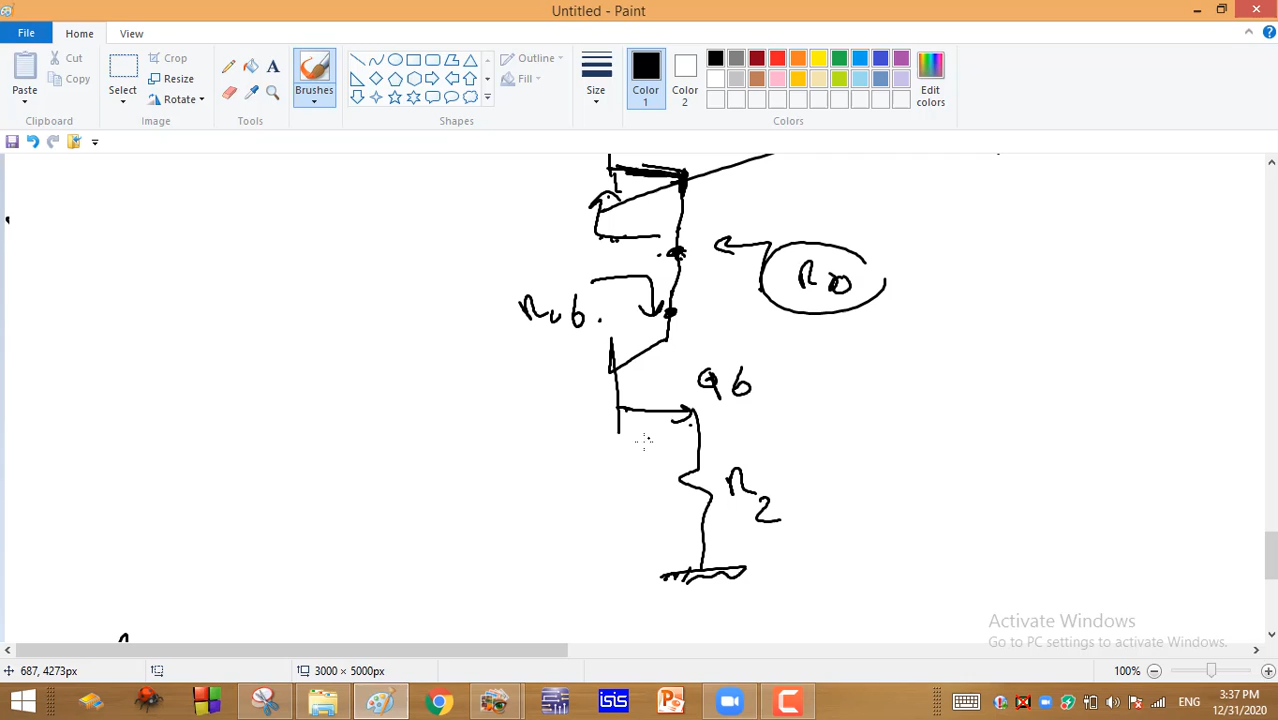 Untitled - Paint
File
Home
View
Paste
Cut
Copy
Clipboard
Select
Crop
Resize
Rotate
Image
A
Tools
Brushes
Shapes
Outline
Fill
Size
Color
1
Color
2
Edit
colors
Colors
Ro6.
Q6
R2
Activate Windows
Go to PC settings to activate Windows.
687, 4273px
3000 × 5000px
100%
isis
ENG
3:37 PM
12/31/2020